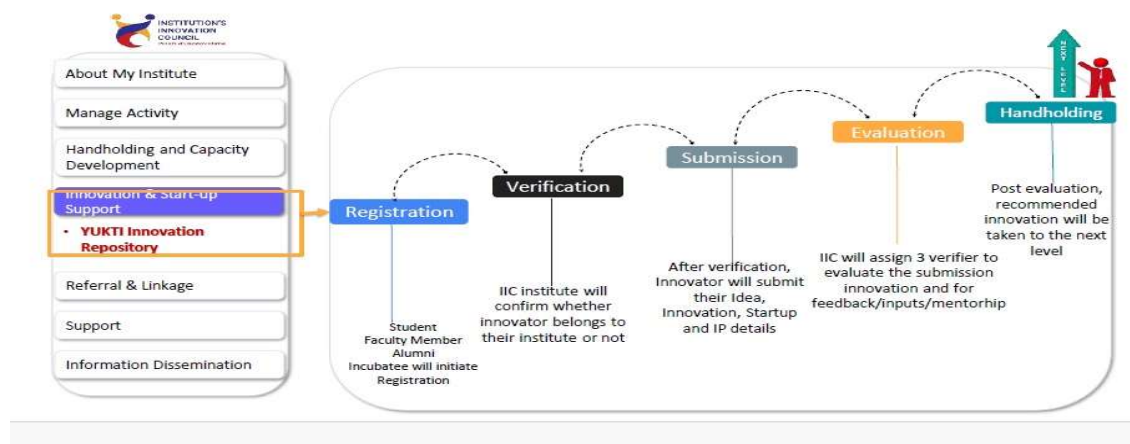 INSTITUTION'S
INNOVATION
COUNCIL
About My Institute
Manage Activity
Handholding and Capacity
Development
Innovation & Start-up
Support
• YUKTI Innovation
Repository
Referral & Linkage
Support
Information Dissemination
Registration
Student
Faculty Member
Alumni
Incubatee will initiate
Registration
Verification
IIC institute will
confirm whether
innovator belongs to
their institute or not
Submission
After verification,
Innovator will submit
their Idea,
Innovation, Startup
and IP details
Evaluation
IIC will assign 3 verifier to
evaluate the submission
innovation and for
feedback/inputs/mentorhip
Handholding
Post evaluation,
recommended
innovation will be
taken to the next
level